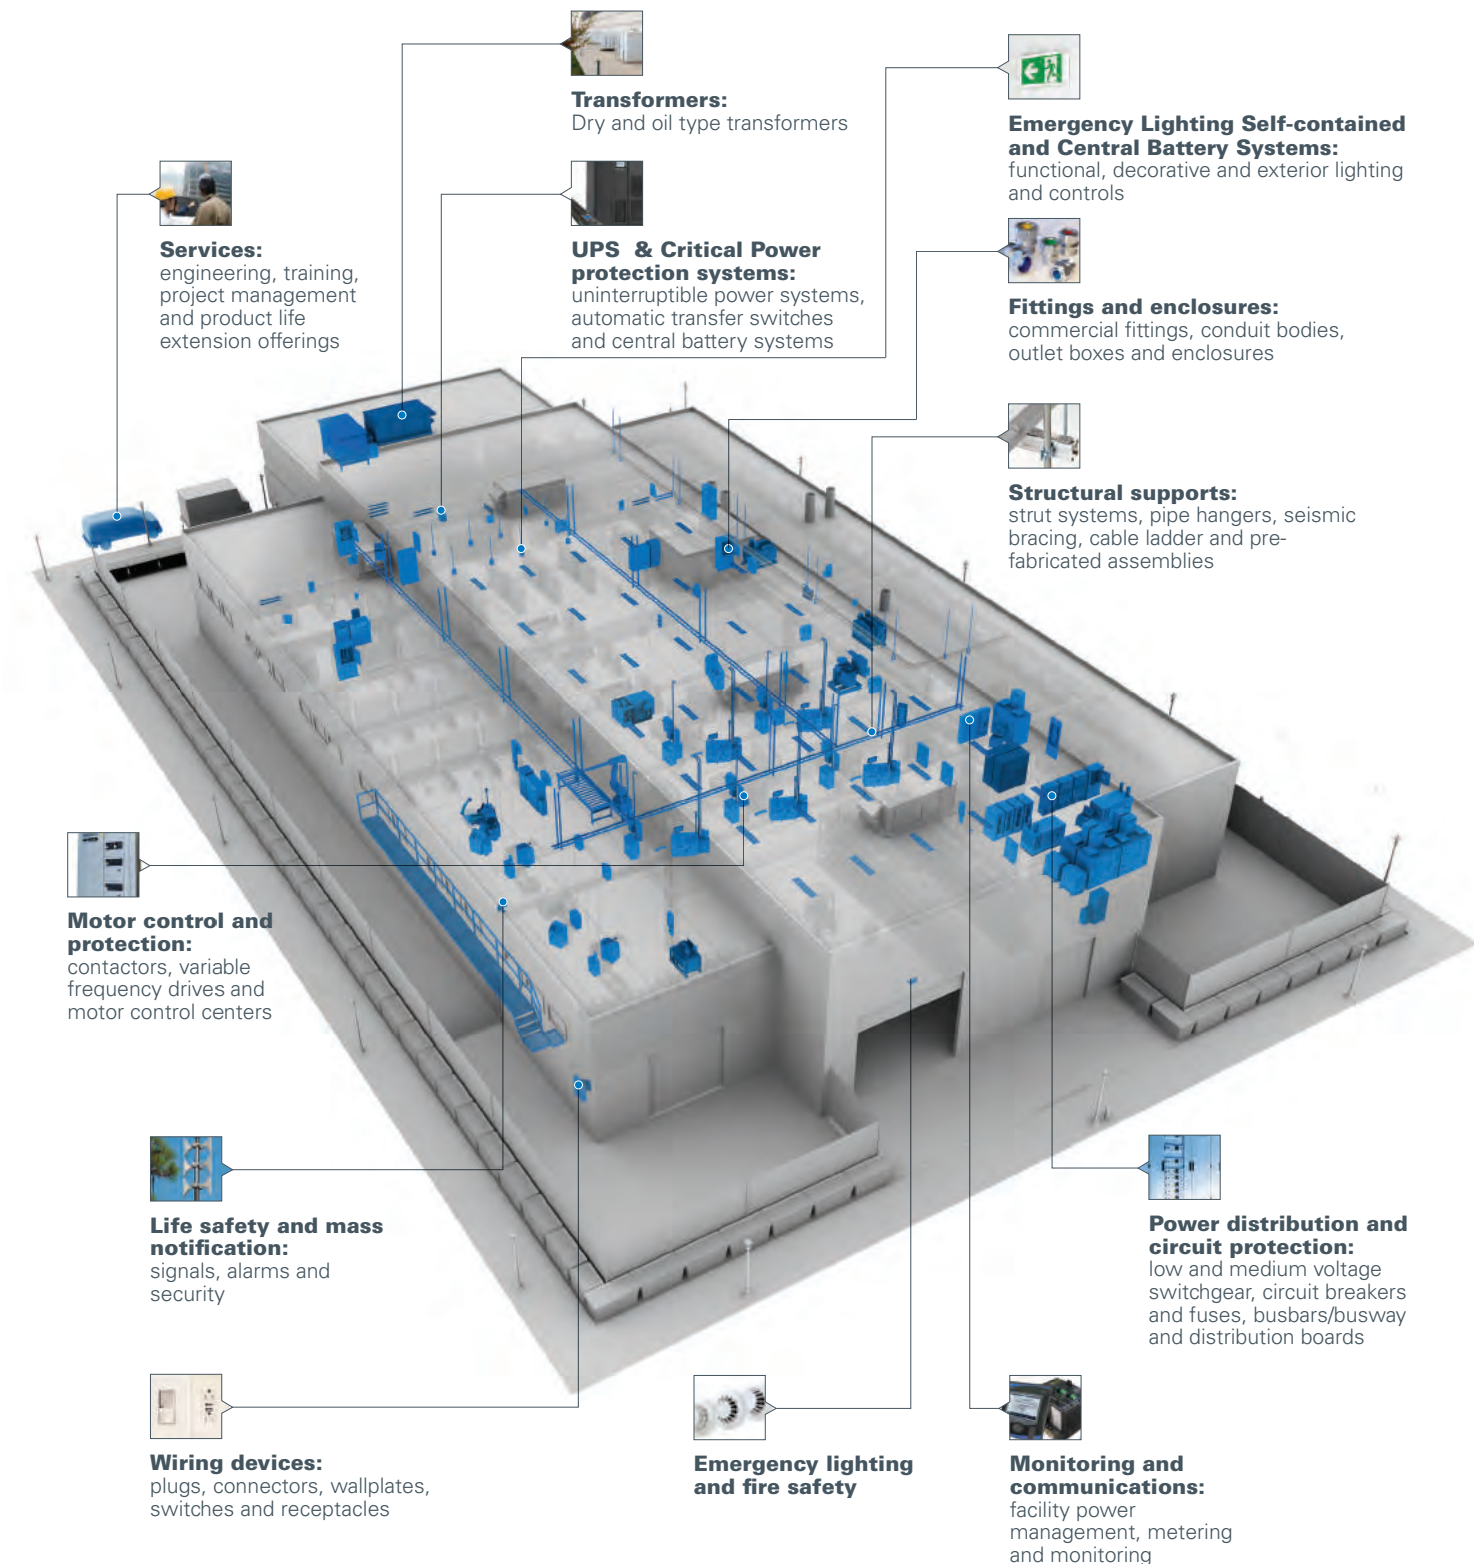 Transformers:
Dry and oil type transformers
Emergency Lighting Self-contained
and Central Battery Systems:
functional, decorative and exterior lighting
and controls
Services:
engineering, training,
project management
and product life
extension offerings
UPS & Critical Power
protection systems:
uninterruptible power systems,
automatic transfer switches
and central battery systems
Fittings and enclosures:
commercial fittings, conduit bodies,
outlet boxes and enclosures
Structural supports:
strut systems, pipe hangers, seismic
bracing, cable ladder and pre-
fabricated assemblies
Motor control and
protection:
contactors, variable
frequency drives and
motor control centers
Life safety and mass
notification:
signals, alarms and
security
Power distribution and
circuit protection:
low and medium voltage
switchgear, circuit breakers
and fuses, busbars/busway
and distribution boards
Wiring devices:
plugs, connectors, wallplates,
switches and receptacles
Emergency lighting
and fire safety
Monitoring and
communications:
facility power
management, metering
and monitoring